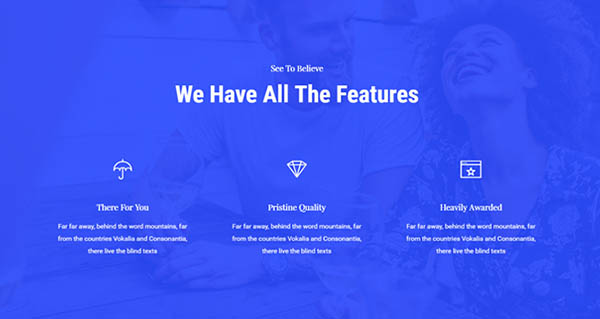 See To Believe
We Have All The Features
There For You
Far far away, behind the word mountains, far
from the countries Vokalia and Consonantia,
there live the blind texts
Pristine Quality
Far far away, behind the word mountains, far
from the countries Vokalia and Consonantia,
there live the blind texts
Heavily Awarded
Far far away, behind the word mountains, far
from the countries Vokalia and Consonantia,
there live the blind texts